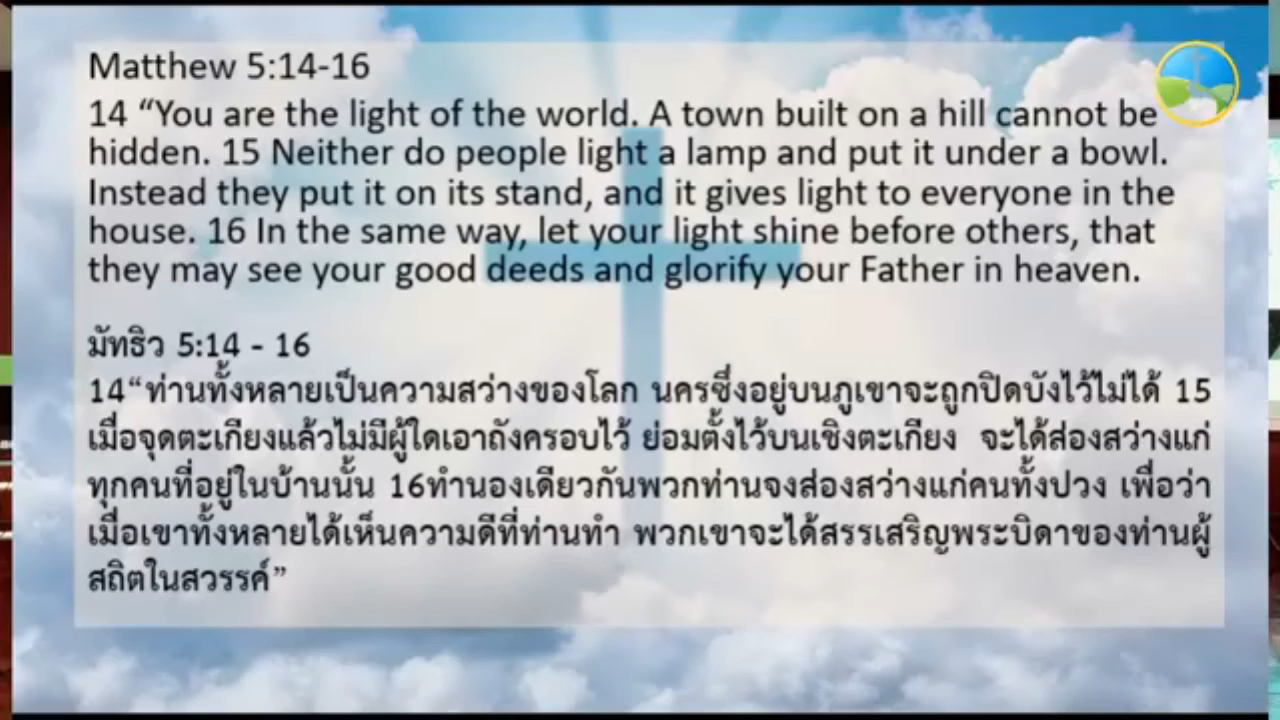 Matthew 5:14-16
14 “You are the light of the world. A town built on a hill cannot be
hidden. 15 Neither do people light a lamp and put it under a bowl.
Instead they put it on its stand, and it gives light to everyone in the
house. 16 In the same way, let your light shine before others, that
they may see your good deeds and glorify your Father in heaven.
มัทธิว 5:14 - 16
14“ท่านทั้งหลายเป็นความสว่างของโลก นครซึ่งอยู่บนภูเขาจะถูกปิดบังไว้ไม่ได้ 15
เมื่อจุดตะเกียงแล้วไม่มีผู้ใดเอาถังครอบไว้ ย่อมตั้งไว้บนเชิงตะเกียง จะได้ส่องสว่างแก่
ทุกคนที่อยู่ในบ้านนั้น 16ทำนองเดียวกันพวกท่านจงส่องสว่างแก่คนทั้งปวง เพื่อว่า
เมื่อเขาทั้งหลายได้เห็นความดีที่ท่านทำ พวกเขาจะได้สรรเสริญพระบิดาของท่านผู้
สถิตในสวรรค์”